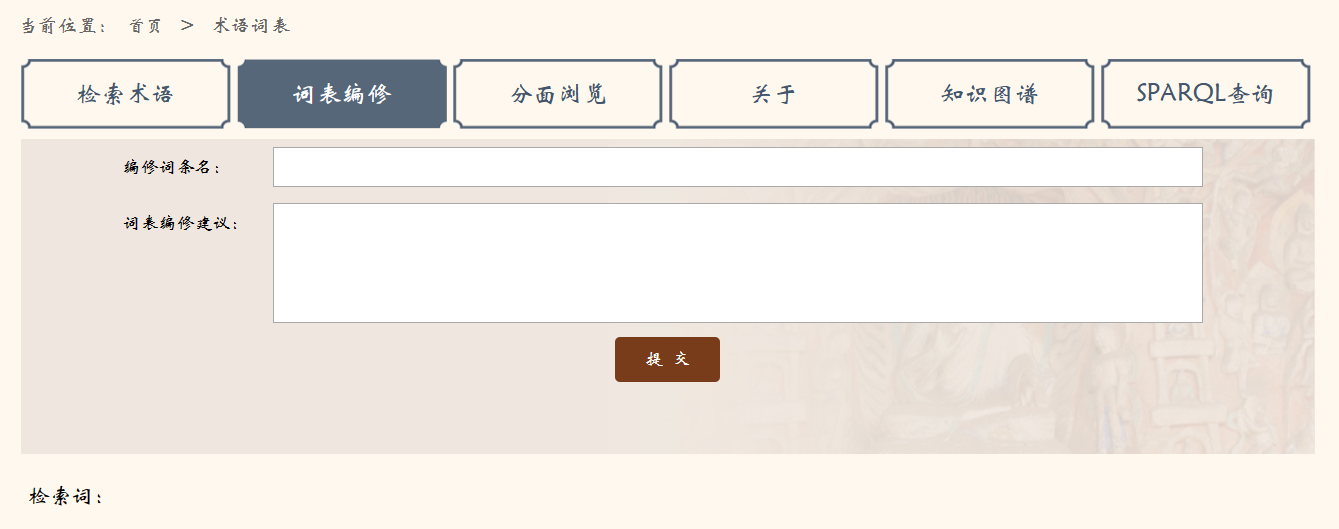 当前位置： 首页 > 术语词表
检索术语 词表编修 分面浏览 关于 知识图谱 SPARQL查询
编修词条名：
词表编修建议：
提 交
检索词：